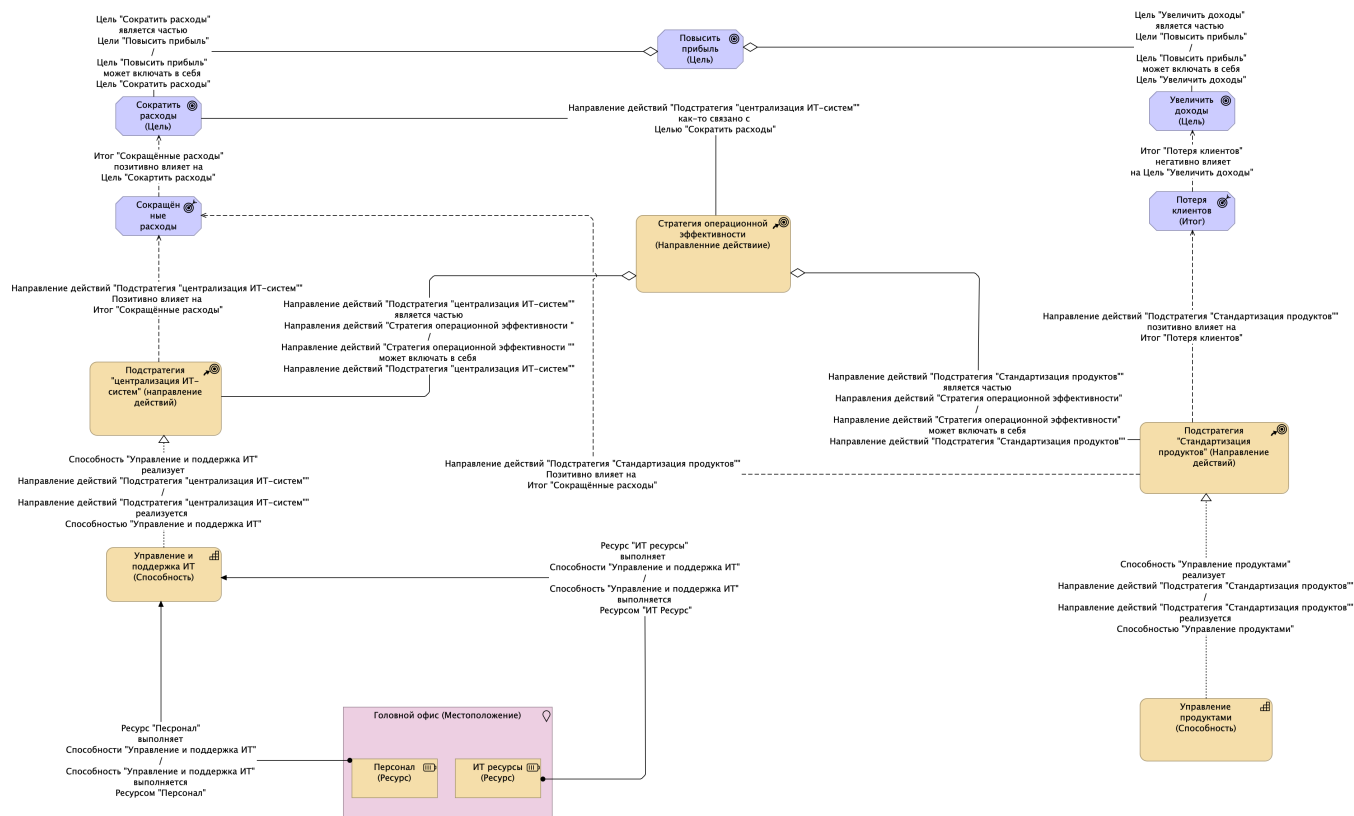 Цель "Сократить расходы"
является частью
Цели "Повысить прибыль"
/
Цель "Повысить прибыль"
может включать в себя
Цель "Сократить расходы"
Повысить
прибыль
(Цель)
Цель "Увеличить доходы"
является частью
Цели "Повысить прибыль"
/
Цель "Повысить прибыль"
может включать в себя
Цель "Увеличить доходы"
Сократить
расходы
(Цель)
Направление действий "Подстратегия "централизация ИТ-систем""
как-то связано с
Целью "Сократить расходы"
Увеличить
доходы
(Цель)
Итог "Сокращённые расходы"
позитивно влияет на
Цель "Сокартить расходы"
Итог "Потеря клиентов"
негативно влияет
на Цель "Увеличить доходы"
Сокращён
ные
расходы
Стратегия операционной
эффективности
(Направленние действиие)
Потеря
клиентов
(Итог)
Направление действий "Подстратегия "централизация ИТ-систем""
Позитивно влияет на
Итог "Сокращённые расходы"
Направление действий "Подстратегия "централизация ИТ-систем""
является частью
Направления действий "Стратегия операционной эффективности "
/
Направления действий "Стратегия операционной эффективности ""
может включать в себя
Направление действий "Подстратегия "централизация ИТ-систем""
Направление действий "Подстратегия "Стандартизация продуктов""
позитивно влияет на
Итог "Потеря клиентов"
Подстратегия
"централизация ИТ-
систем" (направление
действий)
Направление действий "Подстратегия "Стандартизация продуктов""
является частью
Направления действий "Стратегия операционной эффективности"
/
Направление действий "Стратегия операционной эффективности"
может включать в себя
Направление действий "Подстратегия "Стандартизация продуктов""
Подстратегия
"Стандартизация
продуктов" (Направление
действий)
Способность "Управление и поддержка ИТ"
реализует
Направление действий "Подстратегия "централизация ИТ-систем""
/
Направление действий "Подстратегия "централизация ИТ-систем""
реализуется
Способностью "Управление и поддержка ИТ"
Направление действий "Подстратегия "Стандартизация продуктов""
Позитивно влияет на
Итог "Сокращённые расходы"
Управление и
поддержка ИТ
(Способность)
Ресурс "ИТ ресурсы"
выполняет
Способности "Управление и поддержка ИТ"
/
Способность "Управление и поддержка ИТ"
выполняется
Ресурсом "ИТ Ресурс"
Способность "Управление продуктами"
реализует
Направление действий "Подстратегия "Стандартизация продуктов""
/
Направление действий "Подстратегия "Стандартизация продуктов""
реализуется
Способностью "Управление продуктами"
Ресурс "Песронал"
выполняет
Способности "Управление и поддержка ИТ"
/
Способность "Управление и поддержка ИТ"
выполняется
Ресурсом "Персонал"
Головной офис (Местоположение)
Персонал
(Ресурс)
ИТ ресурсы
(Ресурс)
Управление
продуктами
(Способность)